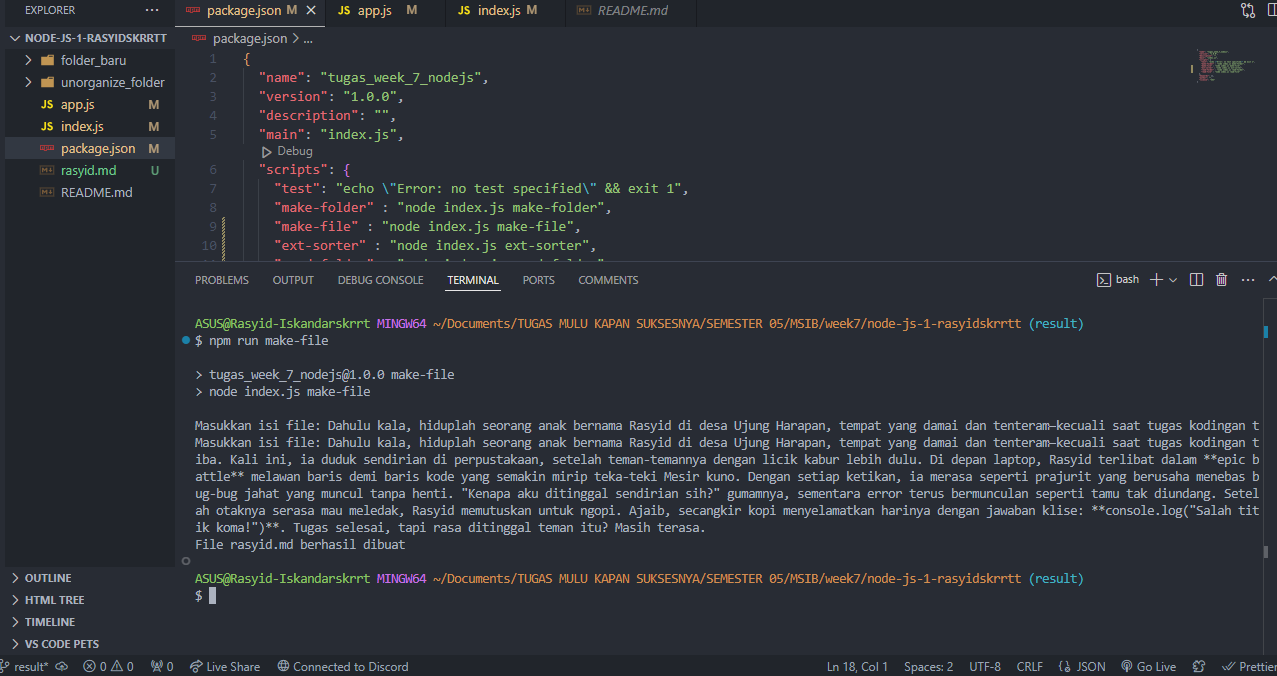 EXPLORER ...
package.json M
JS app.js M
JS index.js M
README.md
NODE-JS-1-RASYIDSKRRTT
folder_baru
unorganize_folder
JS app.js M
JS index.js M
package.json M
rasyid.md U
README.md
package.json > ...
1 {
2 "name": "tugas_week_7_nodejs",
3 "version": "1.0.0",
4 "description": "",
5 "main": "index.js",
Debug
6 "scripts": {
7 "test": "echo \"Error: no test specified\" && exit 1",
8 "make-folder" : "node index.js make-folder",
9 "make-file" : "node index.js make-file",
10 "ext-sorter" : "node index.js ext-sorter",
PROBLEMS OUTPUT DEBUG CONSOLE TERMINAL PORTS COMMENTS
bash
ASUS@Rasyid-Iskandarskrrt MINGW64 ~/Documents/TUGAS MULU KAPAN SUKSESNYA/SEMESTER 05/MSIB/week7/node-js-1-rasyidskrrtt (result)
$ npm run make-file
> tugas_week_7_nodejs@1.0.0 make-file
> node index.js make-file
Masukkan isi file: Dahulu kala, hiduplah seorang anak bernama Rasyid di desa Ujung Harapan, tempat yang damai dan tenteram—kecuali saat tugas kodingan t
Masukkan isi file: Dahulu kala, hiduplah seorang anak bernama Rasyid di desa Ujung Harapan, tempat yang damai dan tenteram—kecuali saat tugas kodingan t
iba. Kali ini, ia duduk sendirian di perpustakaan, setelah teman-temannya dengan licik kabur lebih dulu. Di depan laptop, Rasyid terlibat dalam **epic b
attle** melawan baris demi baris kode yang semakin mirip teka-teki Mesir kuno. Dengan setiap ketikan, ia merasa seperti prajurit yang berusaha menebas b
ug-bug jahat yang muncul tanpa henti. "Kenapa aku ditinggal sendirian sih?" gumamnya, sementara error terus bermunculan seperti tamu tak diundang. Setel
ah otaknya serasa mau meledak, Rasyid memutuskan untuk ngopi. Ajaib, secangkir kopi menyelamatkan harinya dengan jawaban klise: **console.log("Salah tit
ik koma!")**. Tugas selesai, tapi rasa ditinggal teman itu? Masih terasa.
File rasyid.md berhasil dibuat
ASUS@Rasyid-Iskandarskrrt MINGW64 ~/Documents/TUGAS MULU KAPAN SUKSESNYA/SEMESTER 05/MSIB/week7/node-js-1-rasyidskrrtt (result)
$
OUTLINE
HTML TREE
TIMELINE
VS CODE PETS
result* 0 0 0 Live Share Connected to Discord Ln 18, Col 1 Spaces: 2 UTF-8 CRLF {} JSON Go Live Prettier